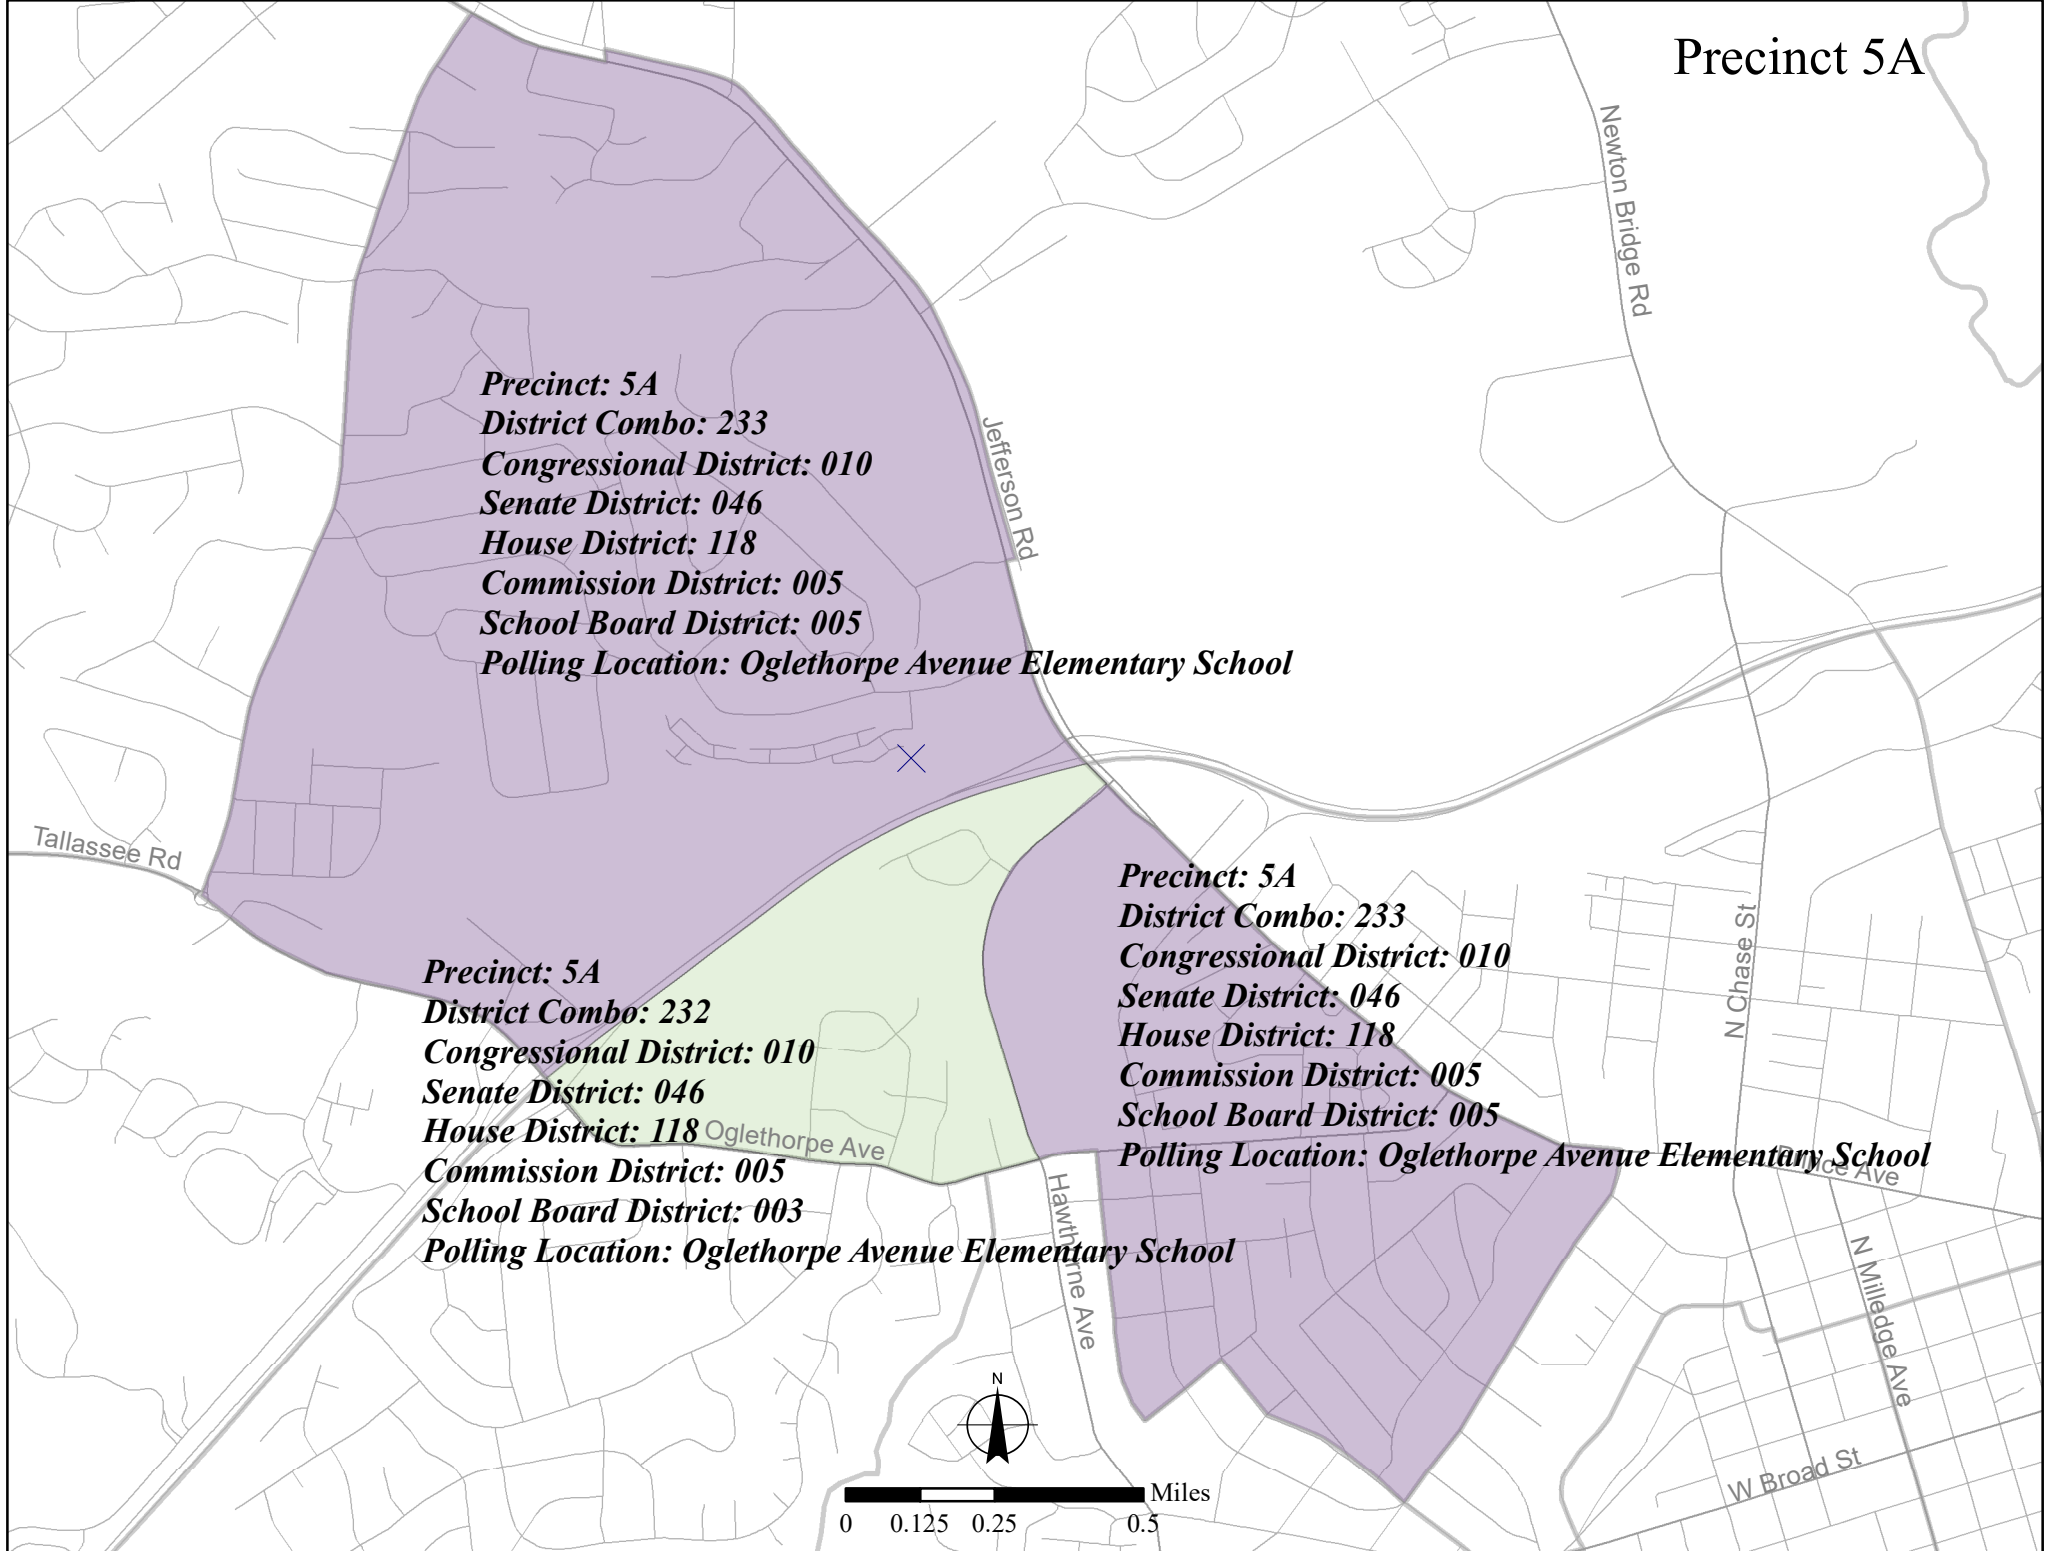 Precinct 5A
Newton Bridge Rd
Precinct: 5A
District Combo: 233
Congressional District: 010
Senate District: 046
House District: 118
Commission District: 005
School Board District: 005
Polling Location: Oglethorpe Avenue Elementary School
Jefferson Rd
Tallassee Rd
Precinct: 5A
District Combo: 233
Congressional District: 010
Senate District: 046
House District: 118
Commission District: 005
School Board District: 005
Polling Location: Oglethorpe Avenue Elementary School
N Chase St
Precinct: 5A
District Combo: 232
Congressional District: 010
Senate District: 046
House District: 118
Commission District: 005
School Board District: 003
Polling Location: Oglethorpe Avenue Elementary School
Oglethorpe Ave
Prince Ave
Hawthorne Ave
N Milledge Ave
W Broad St
N
Miles
0 0.125 0.25 0.5